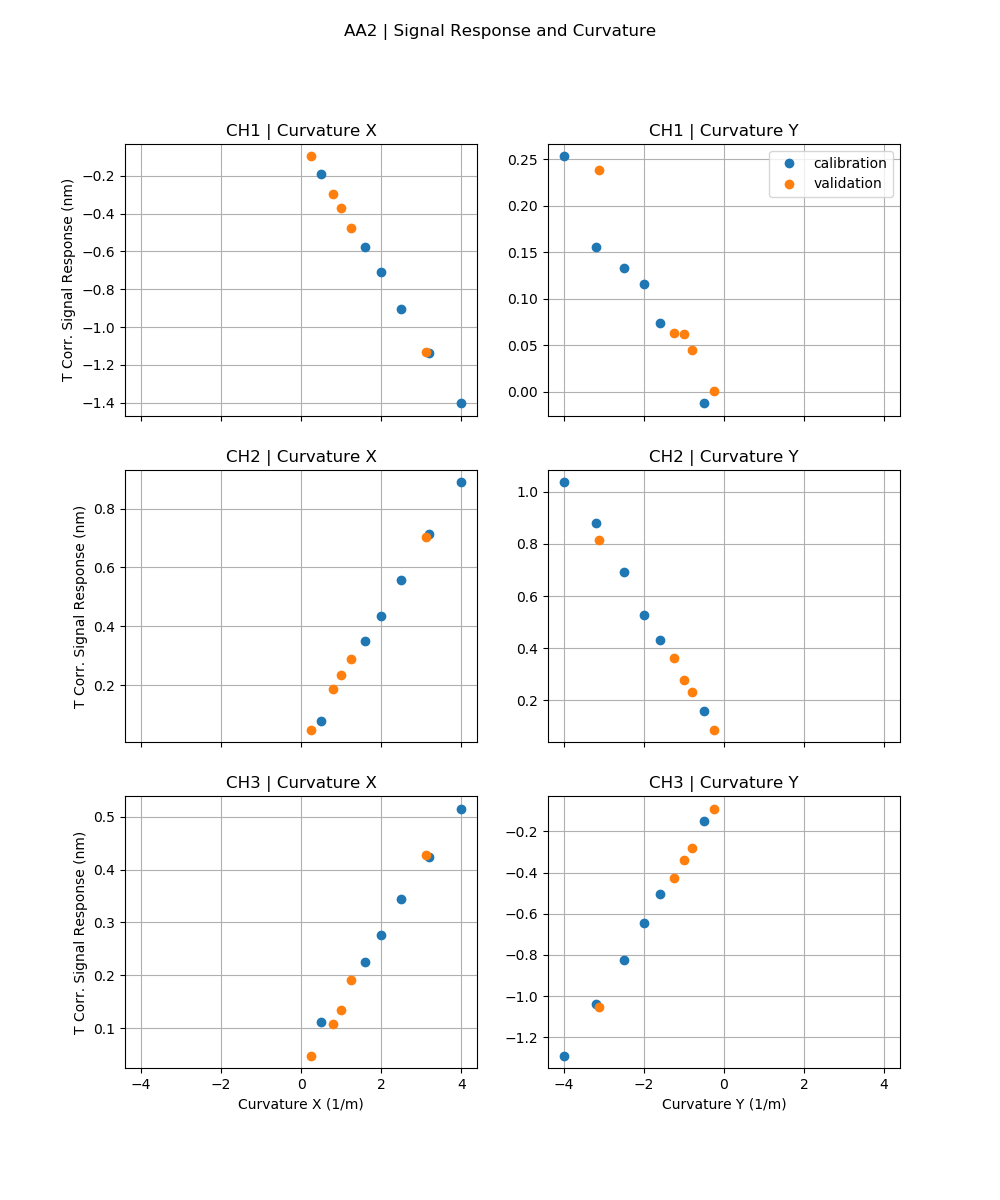 AA2 | Signal Response and Curvature
CH1 | Curvature X
T Corr. Signal Response (nm)
−0.2
−0.4
−0.6
−0.8
−1.0
−1.2
−1.4
CH1 | Curvature Y
0.25
0.20
0.15
0.10
0.05
0.00
calibration
validation
CH2 | Curvature X
T Corr. Signal Response (nm)
0.8
0.6
0.4
0.2
CH2 | Curvature Y
1.0
0.8
0.6
0.4
0.2
CH3 | Curvature X
T Corr. Signal Response (nm)
0.5
0.4
0.3
0.2
0.1
−4 −2 0 2 4
Curvature X (1/m)
CH3 | Curvature Y
−0.2
−0.4
−0.6
−0.8
−1.0
−1.2
−4 −2 0 2 4
Curvature Y (1/m)